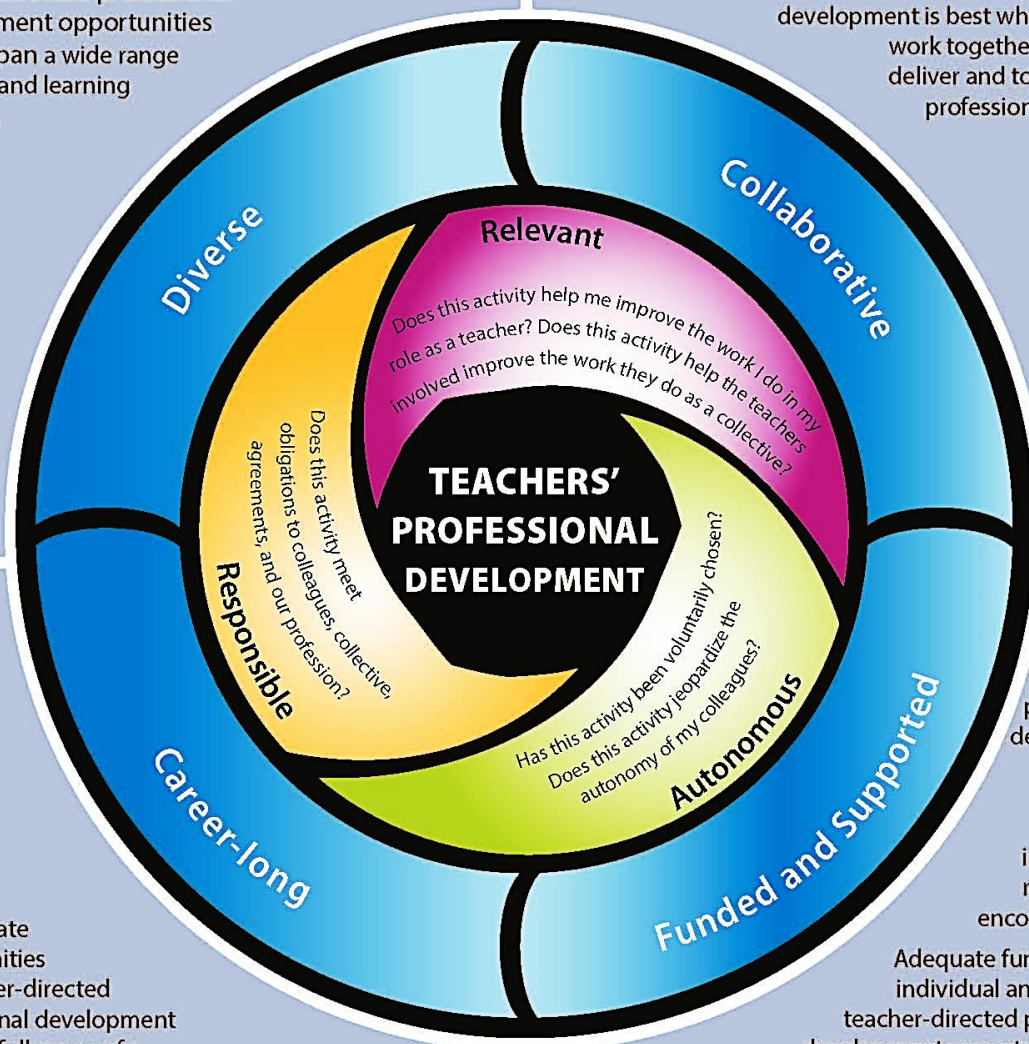 ment opportunities
pan a wide range
and learning
development is best wh
work togethe
deliver and to
profession
Diverse
Collaborative
Relevant
Does this activity help me improve the work I do in my
role as a teacher? Does this activity help the teachers
involved improve the work they do as a collective?
TEACHERS’
PROFESSIONAL
DEVELOPMENT
Does this activity meet
obligations to colleagues, collective,
agreements, and our profession?
Responsible
Has this activity been voluntarily chosen?
Does this activity jeopardize the
autonomy of my colleagues?
Autonomous
Career-long
Funded and Supported
de
enco
ate
ities
er-directed
nal development
Adequate fun
individual an
teacher-directed p